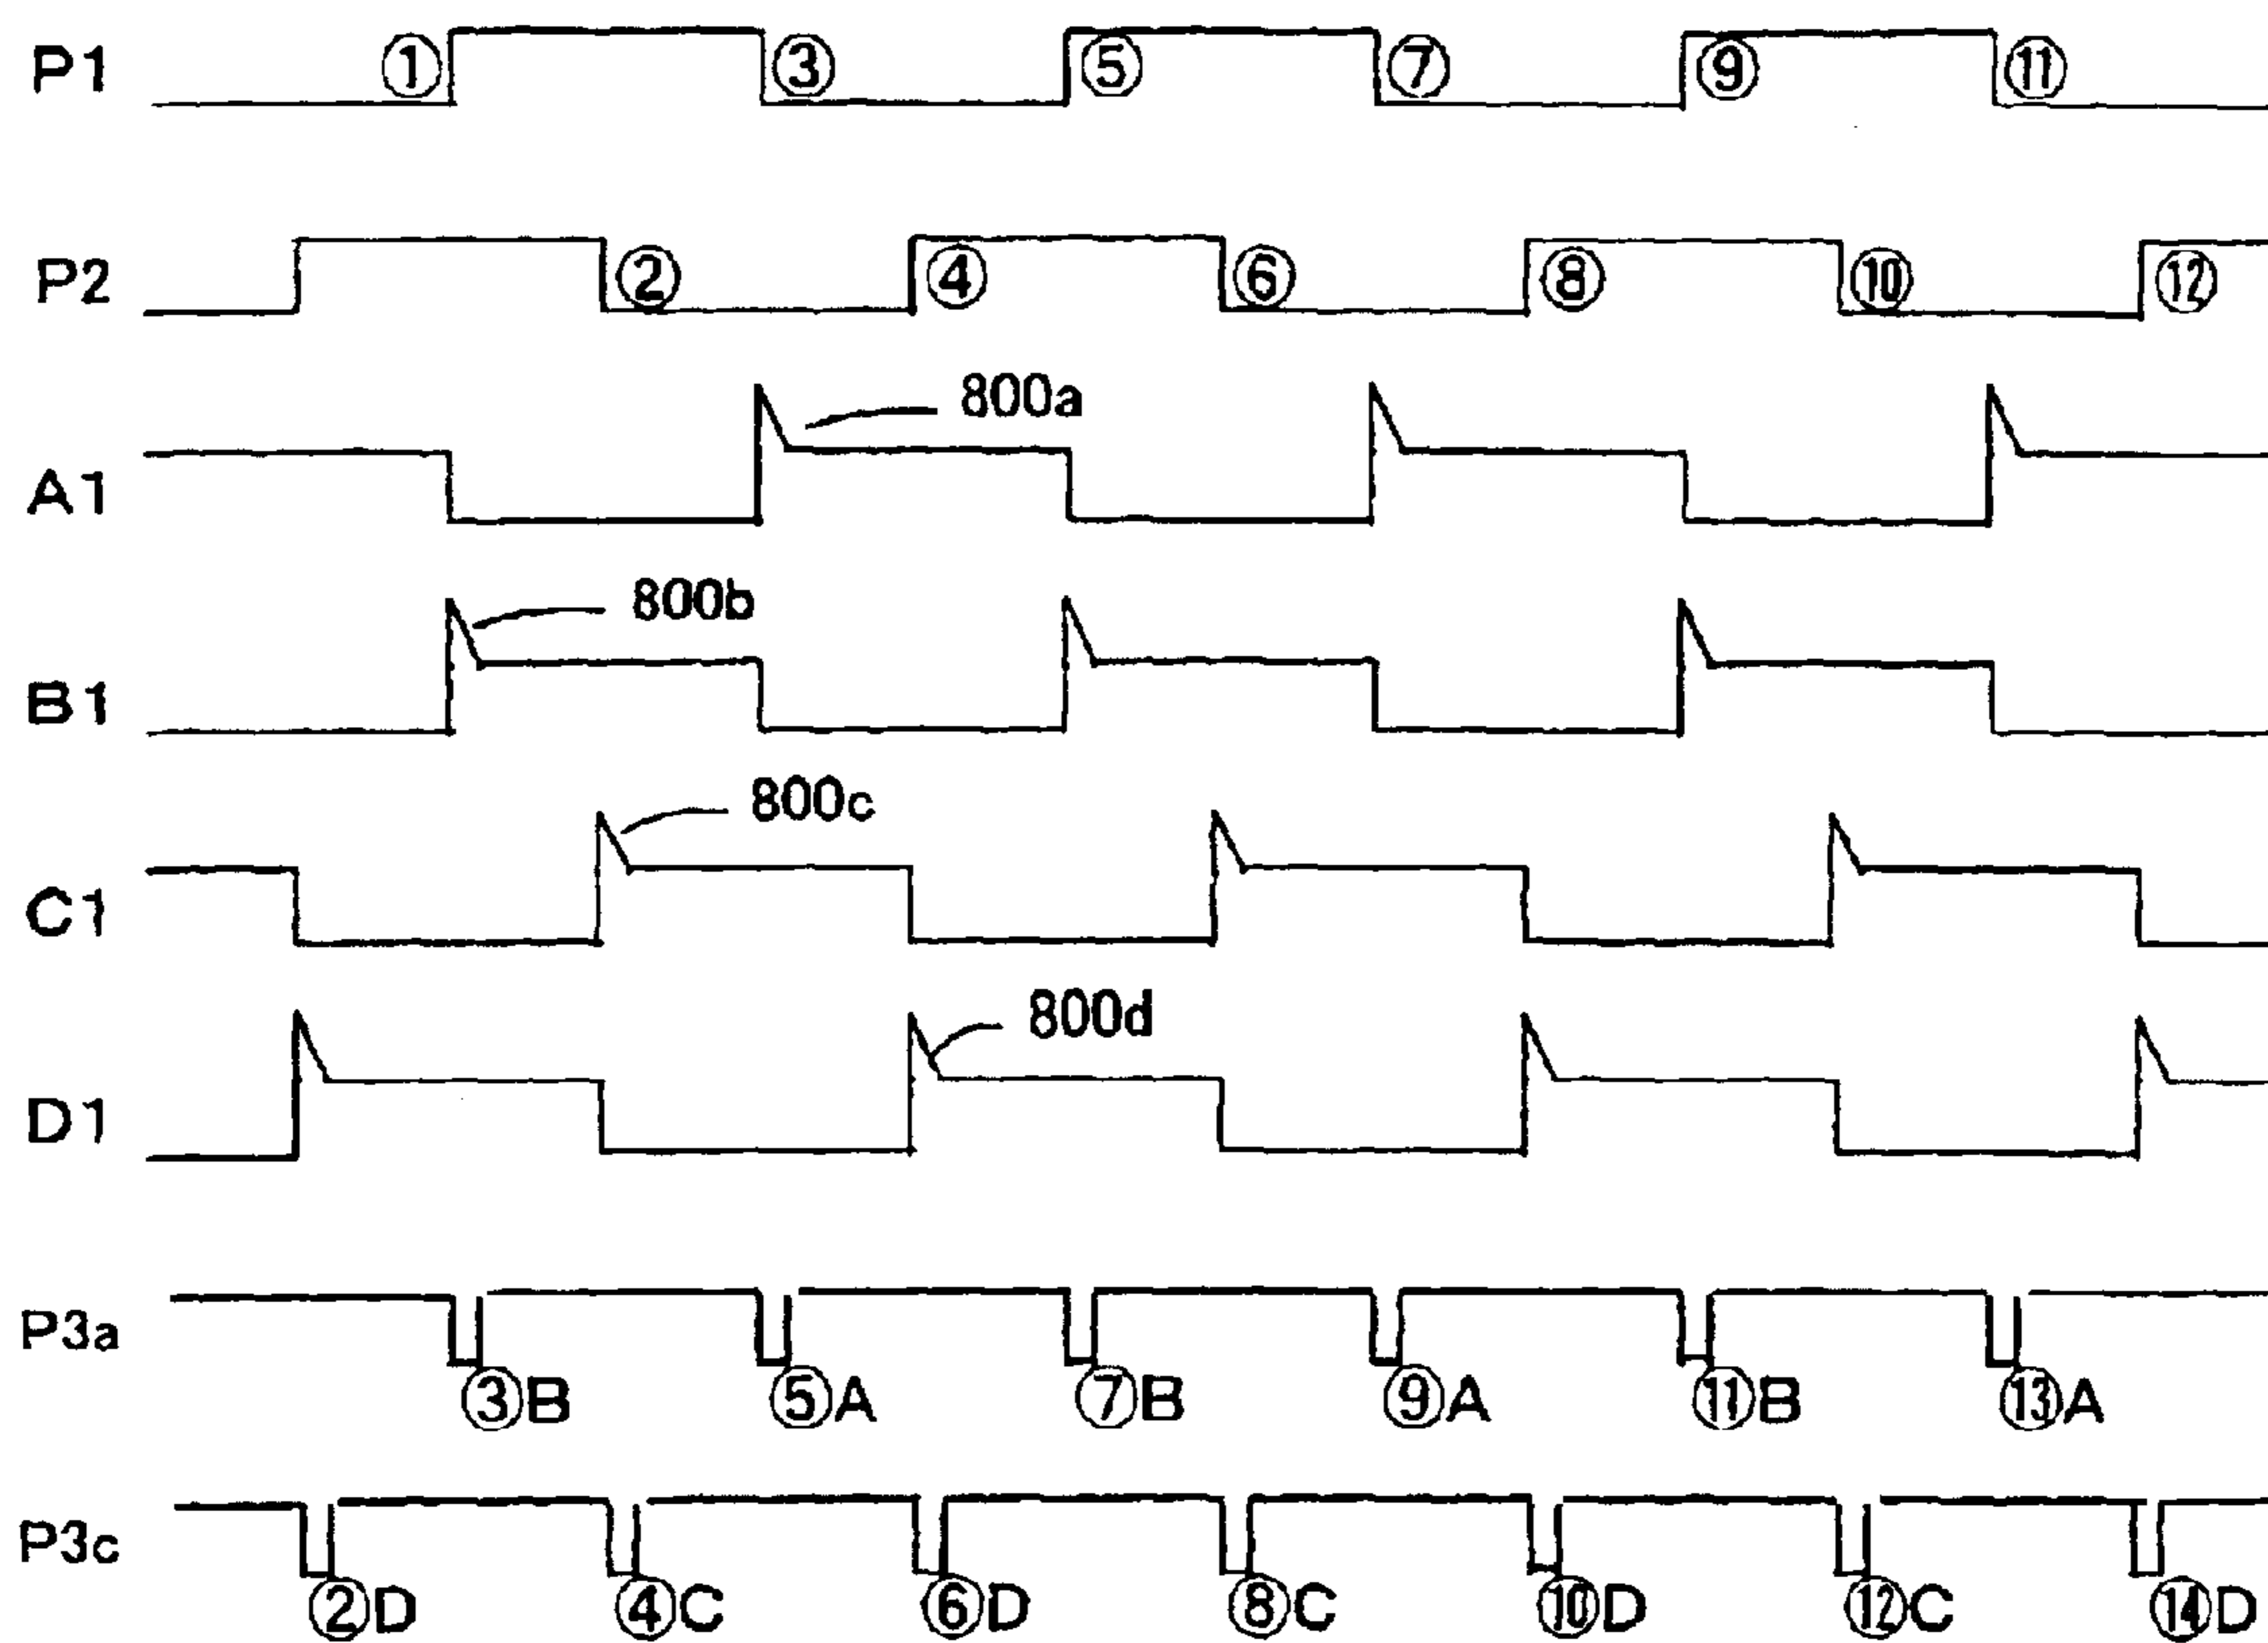 P1 ① ③ ⑤ ⑦ ⑨ ⑪
P2 ② ④ ⑥ ⑧ ⑩ ⑫
A1 800a
B1 800b
C1 800c
D1 800d
P3a
③B ⑤A ⑦B ⑨A ⑪B ⑬A
P3c
②D ④C ⑥D ⑧C ⑩D ⑫C ⑭D